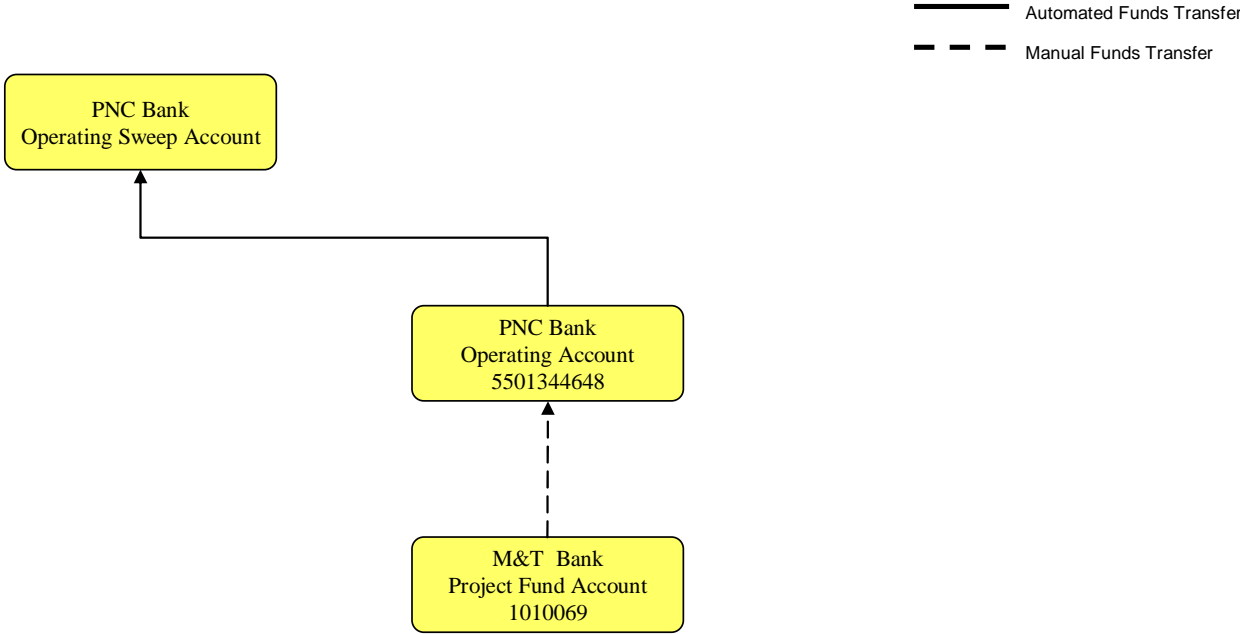 Automated Funds Transfer
Manual Funds Transfer
PNC Bank
Operating Sweep Account
PNC Bank
Operating Account
5501344648
M&T Bank
Project Fund Account
1010069